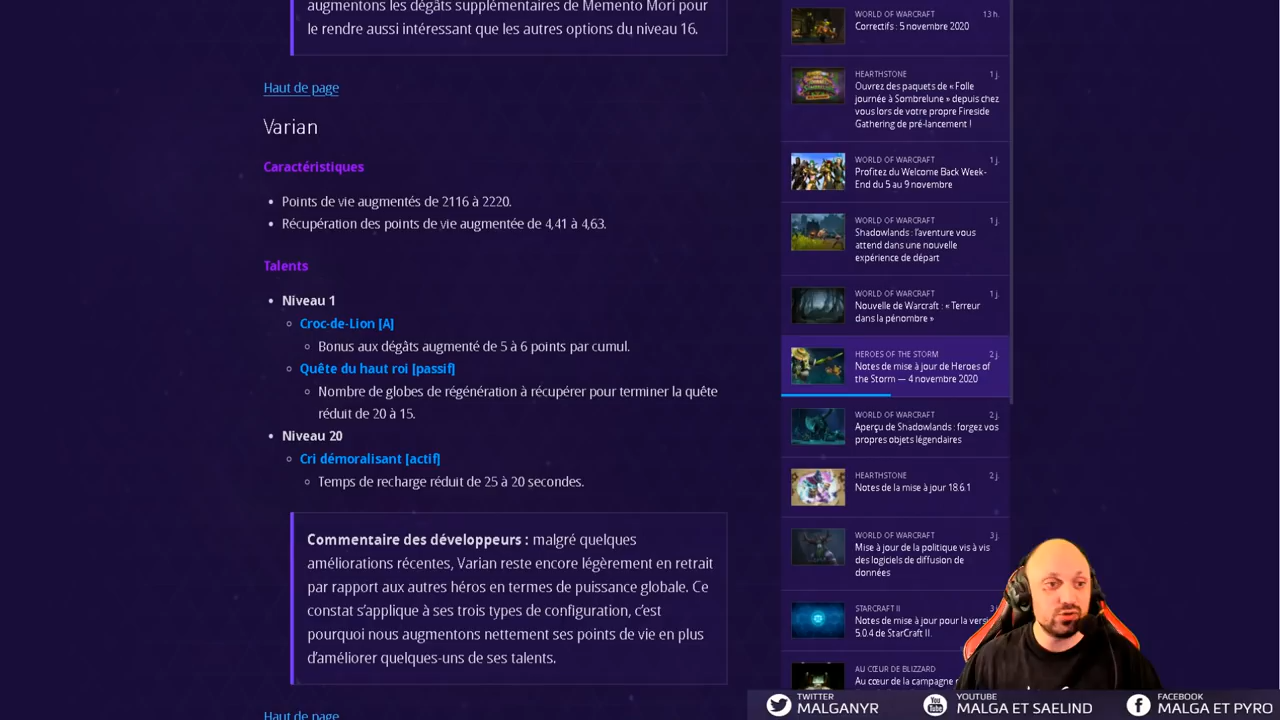 augmentons les dégâts supplémentaires de Memento Mori pour
le rendre aussi intéressant que les autres options du niveau 16.
Haut de page
Varian
Caractéristiques
Points de vie augmentés de 2116 à 2220.
Récupération des points de vie augmentée de 4,41 à 4,63.
Talents
Niveau 1
Croc-de-Lion [A]
Bonus aux dégâts augmenté de 5 à 6 points par cumul.
Quête du haut roi [passif]
Nombre de globes de régénération à récupérer pour terminer la quête
réduit de 20 à 15.
Niveau 20
Cri démoralisant [actif]
Temps de recharge réduit de 25 à 20 secondes.
Commentaire des développeurs : malgré quelques
améliorations récentes, Varian reste encore légèrement en retrait
par rapport aux autres héros en termes de puissance globale. Ce
constat s'applique à ses trois types de configuration, c'est
pourquoi nous augmentons nettement ses points de vie en plus
d'améliorer quelques-uns de ses talents.
Haut de page
WORLD OF WARCRAFT 13 h.
Correctifs : 5 novembre 2020
HEARTHSTONE 1 j.
Ouvrez des paquets de « Folle
journée à Sombrelune » depuis chez
vous lors de votre propre Fireside
Gathering de pré-lancement !
WORLD OF WARCRAFT 1 j.
Profitez du Welcome Back Week-
End du 5 au 9 novembre
WORLD OF WARCRAFT 1 j.
Shadowlands : l'aventure vous
attend dans une nouvelle
expérience de départ
WORLD OF WARCRAFT 1 j.
Nouvelle de Warcraft : « Terreur
dans la pénombre »
HEROES OF THE STORM 2 j.
Notes de mise à jour de Heroes of
the Storm — 4 novembre 2020
WORLD OF WARCRAFT 2 j.
Aperçu de Shadowlands : forgez vos
propres objets légendaires
HEARTHSTONE 2 j.
Notes de la mise à jour 18.6.1
WORLD OF WARCRAFT 3 j.
Mise à jour de la politique vis à vis
des logiciels de diffusion de
données
STARCRAFT II
Notes de mise à jour pour la
5.0.4 de StarCraft II.
AU CŒUR DE BLIZZARD
Au cœur de la campagne
TWITTER
MALGANYR
YOUTUBE
MALGA ET SAELIND
FACEBOOK
MALGA ET PYRO